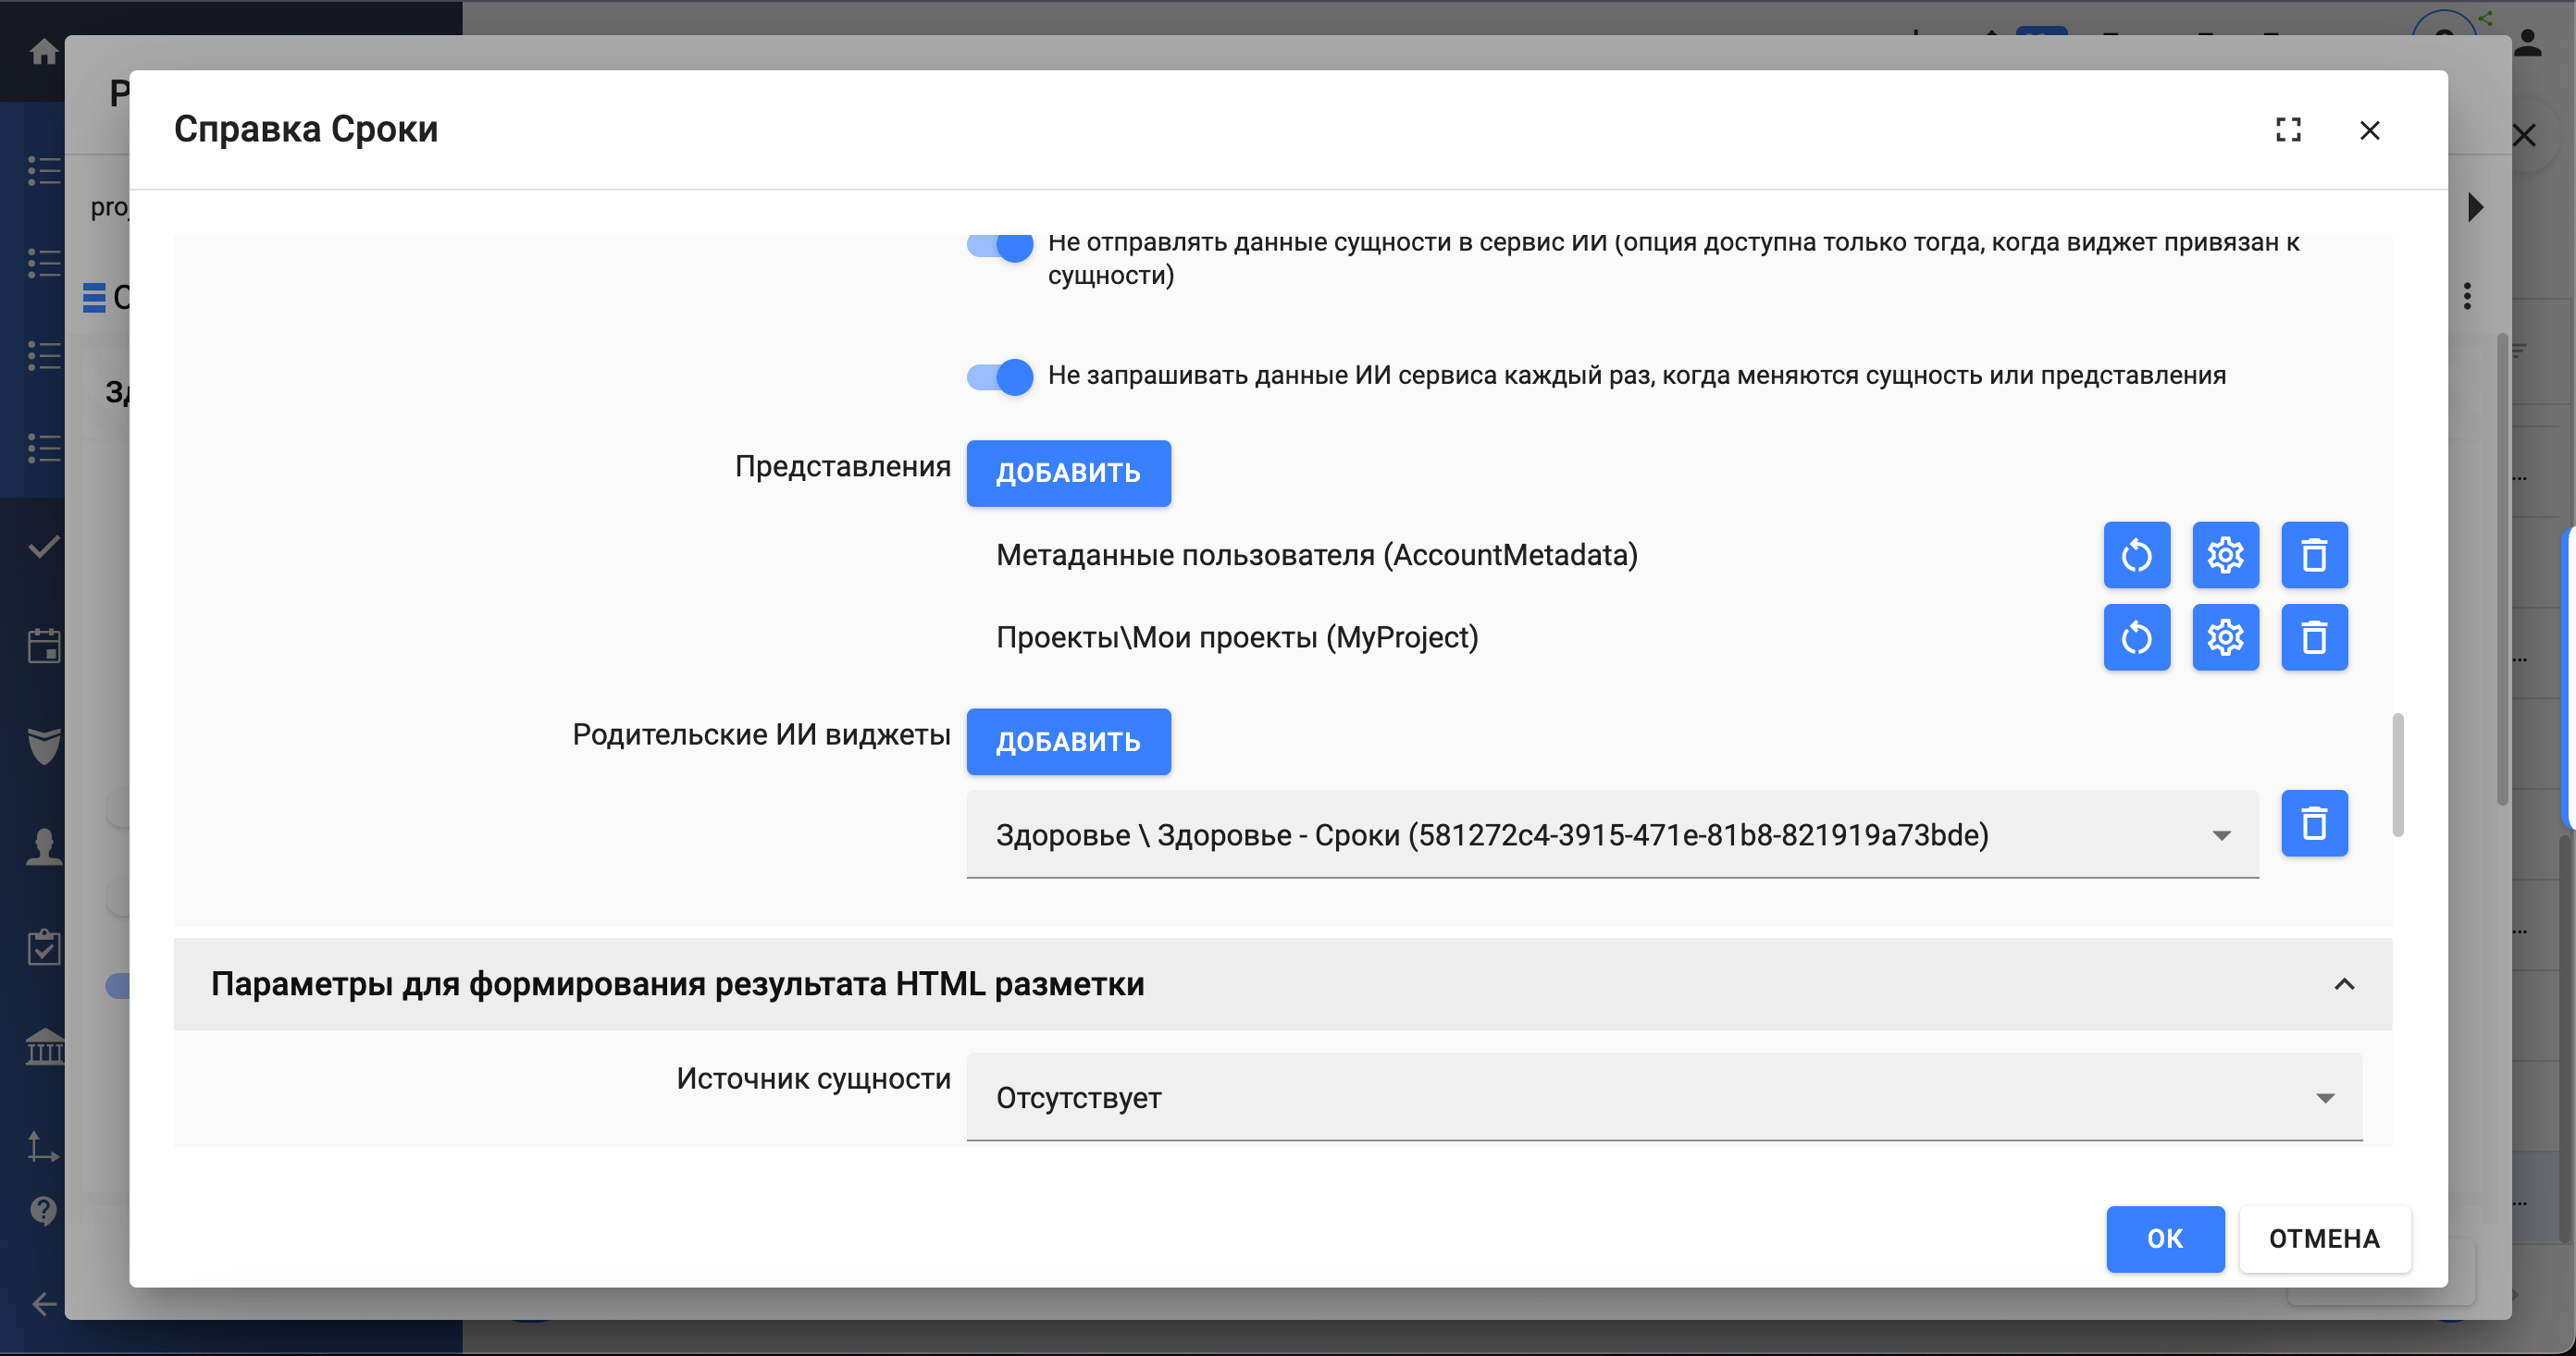 Справка Сроки
pro
Не отправлять данные сущности в сервис ИИ (опция доступна только тогда, когда виджет привязан к
сущности)
Не запрашивать данные ИИ сервиса каждый раз, когда меняются сущность или представления
Представления
ДОБАВИТЬ
Метаданные пользователя (AccountMetadata)
Проекты\Мои проекты (MyProject)
Родительские ИИ виджеты
ДОБАВИТЬ
Здоровье \ Здоровье - Сроки (581272c4-3915-471e-81b8-821919a73bde)
Параметры для формирования результата HTML разметки
Источник сущности
Отсутствует
ОК
ОТМЕНА